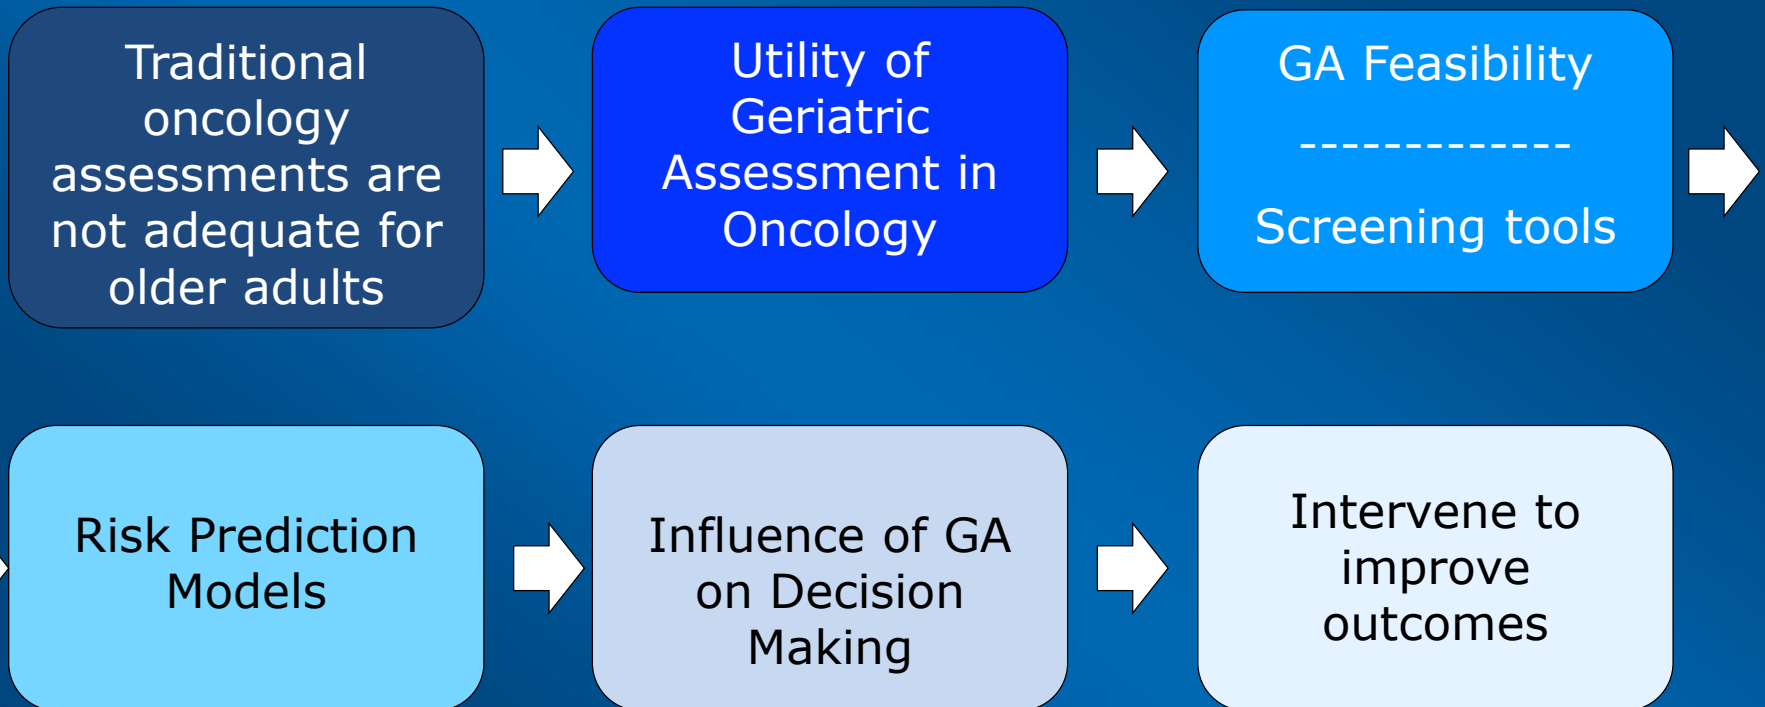 Traditional
oncology
assessments are
not adequate for
older adults
Utility of
Geriatric
Assessment in
Oncology
GA Feasibility
-------------
Screening tools
Risk Prediction
Models
Influence of GA
on Decision
Making
Intervene to
improve
outcomes